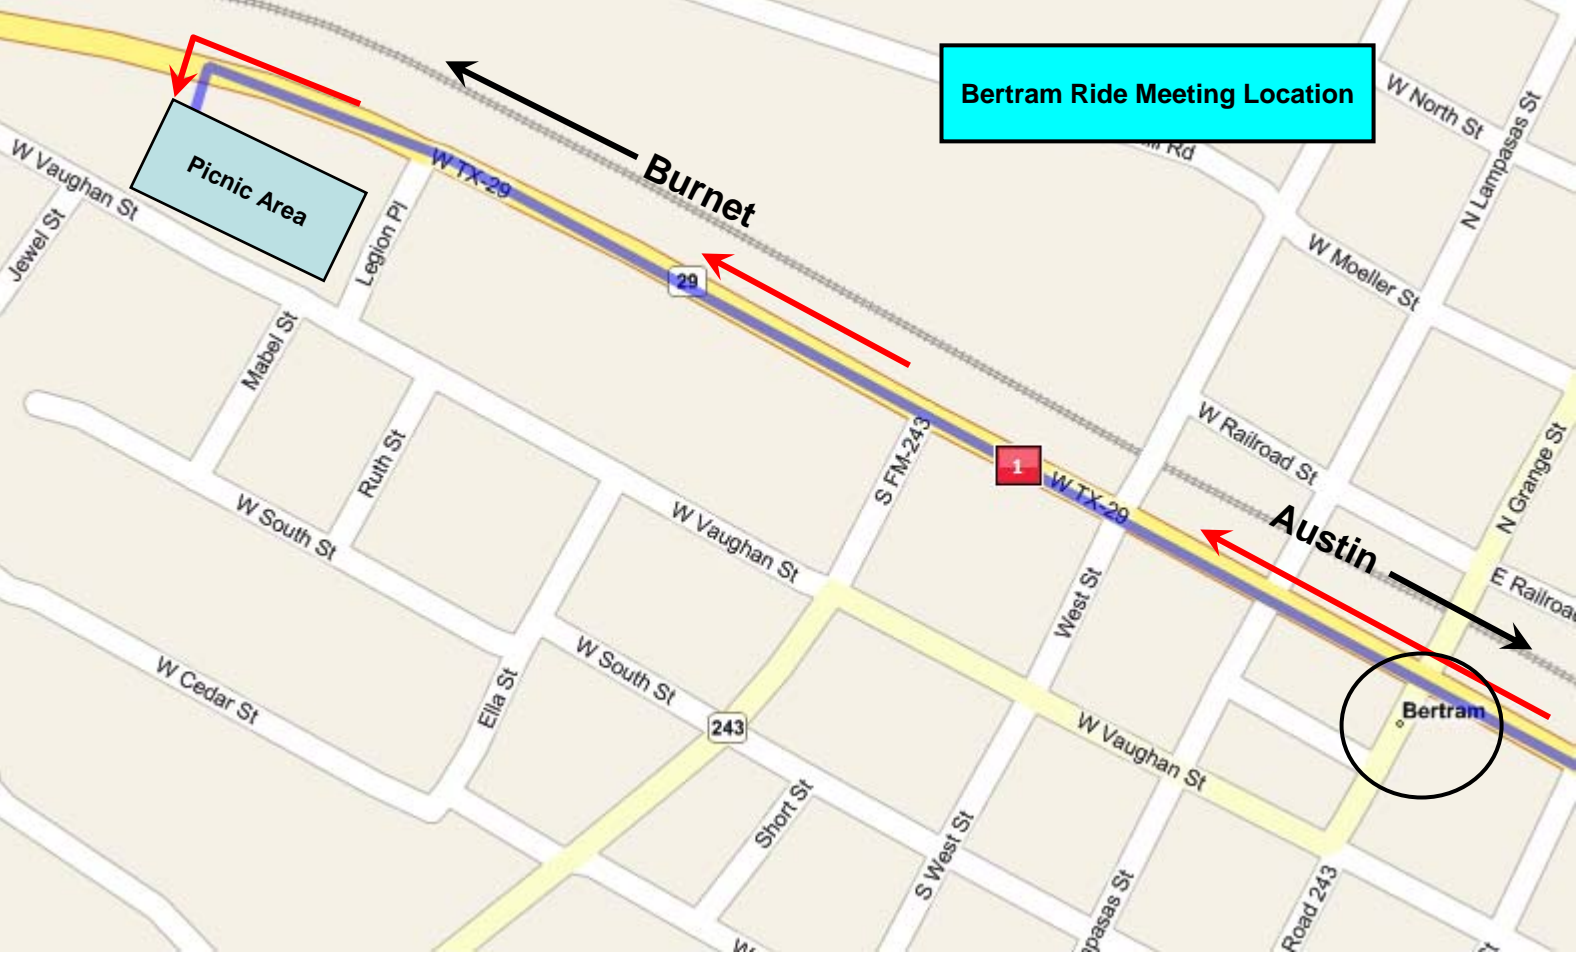 Bertram Ride Meeting Location
W North St
N Lampasas St
Rd
W Vaughan St
Picnic Area
W TX-29
Burnet
Jewel St
Legion Pl
29
W Moeller St
Mabel St
W Railroad St
N Grange St
Ruth St
S FM-243
1
W TX-29
Austin
W South St
W Vaughan St
West St
E Railroad
W South St
W Cedar St
Ella St
243
Bertram
W Vaughan St
Short St
S West St
Road 243